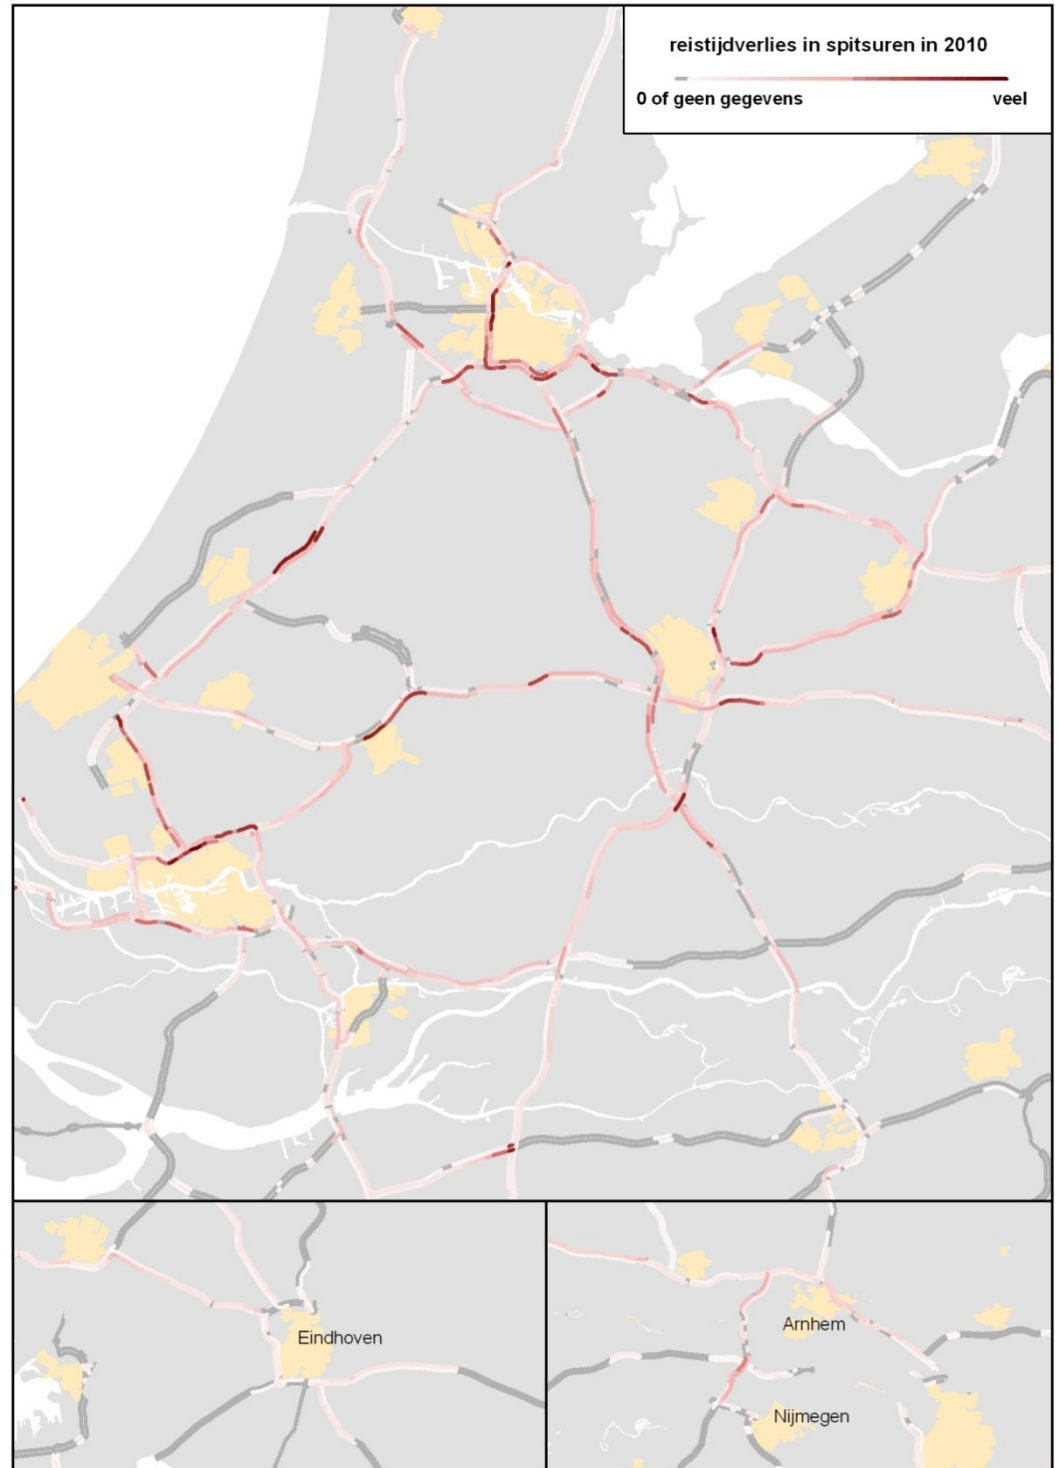 reistijdverlies in spitsuren in 2010
0 of geen gegevens veel
Eindhoven
Arnhem
Nijmegen